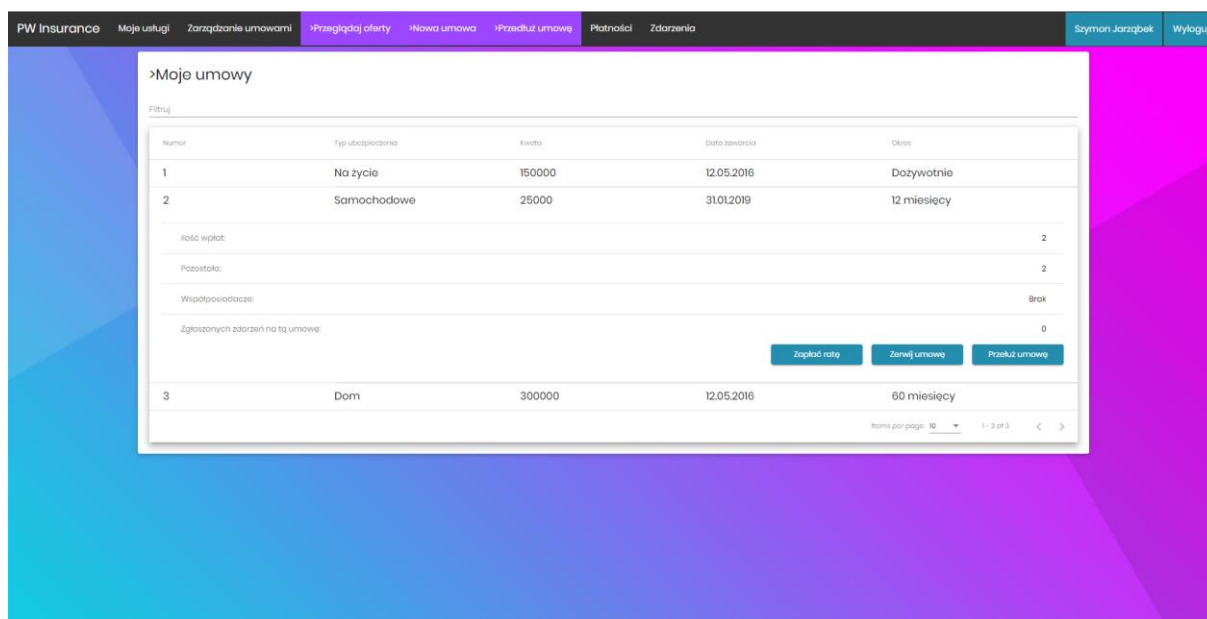 PW Insurance Moje usługi Zarządzanie umowami >Przeglądaj oferty >Nowa umowa >Przedłuż umowę Płatności Zdarzenia Szymon Jarząbek Wylogu
>Moje umowy
Filtruj
Numer Typ ubezpieczenia Kwota Data zawarcia Okres
1 Na życie 150000 12.05.2016 Dożywotnie
2 Samochodowe 25000 31.01.2019 12 miesięcy
Ilość wpłat: 2
Pozostało: 2
Współposiadacze: Brak
Zgłoszonych zdarzeń na tą umowę: 0
Zapłać ratę Zerwij umowę Przełuż umowę
3 Dom 300000 12.05.2016 60 miesięcy
Items per page: 10 1 - 3 of 3